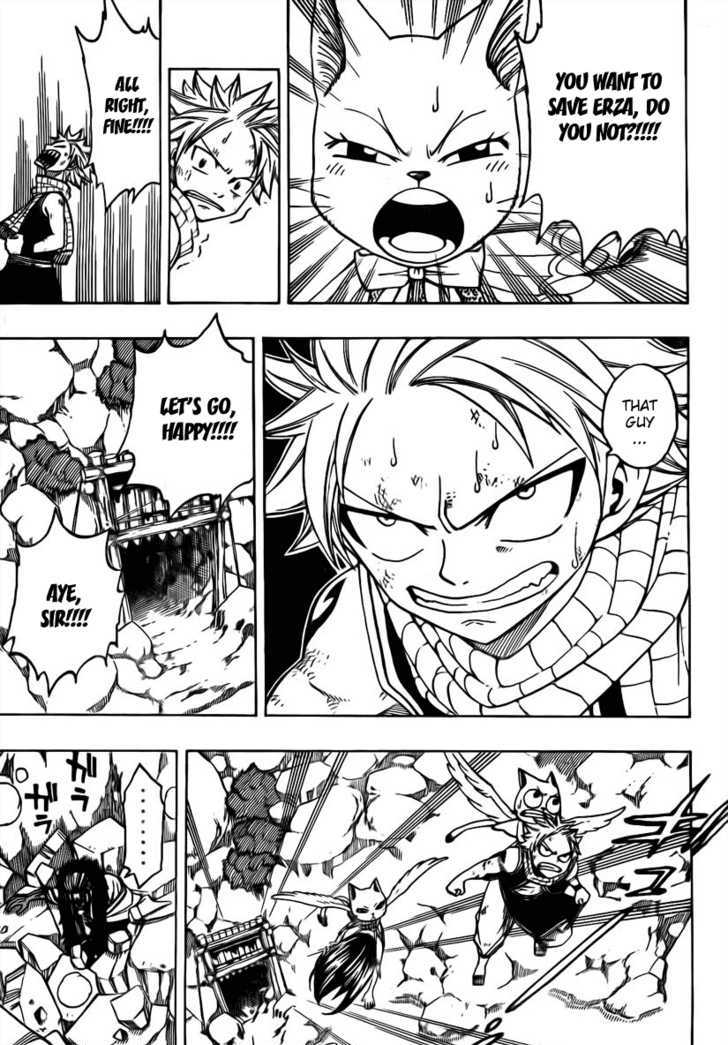 YOU WANT TO
SAVE ERZA, DO
YOU NOT?!!!!
ALL
RIGHT,
FINE!!!!
THAT
GUY
...
LET'S GO,
HAPPY!!!!
AYE,
SIR!!!!
ガラ
ガラ
......